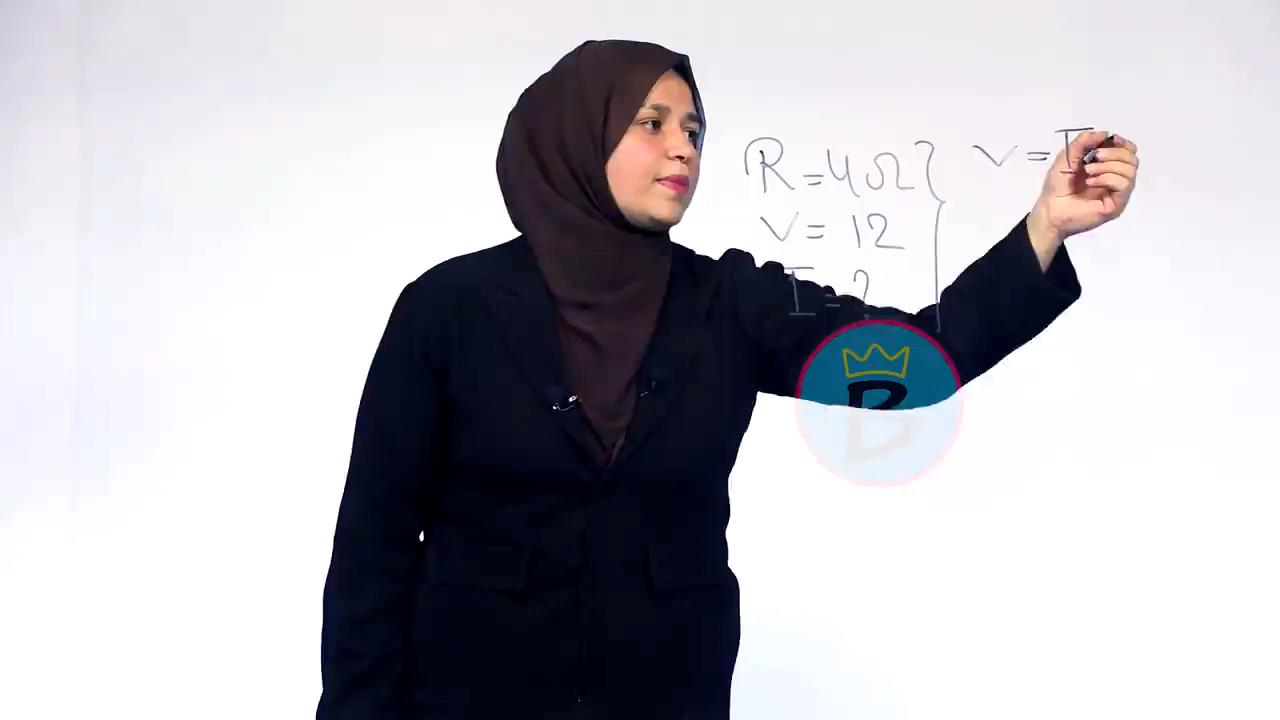 R = 4Ω } V = I
V = 12
I = ?
B